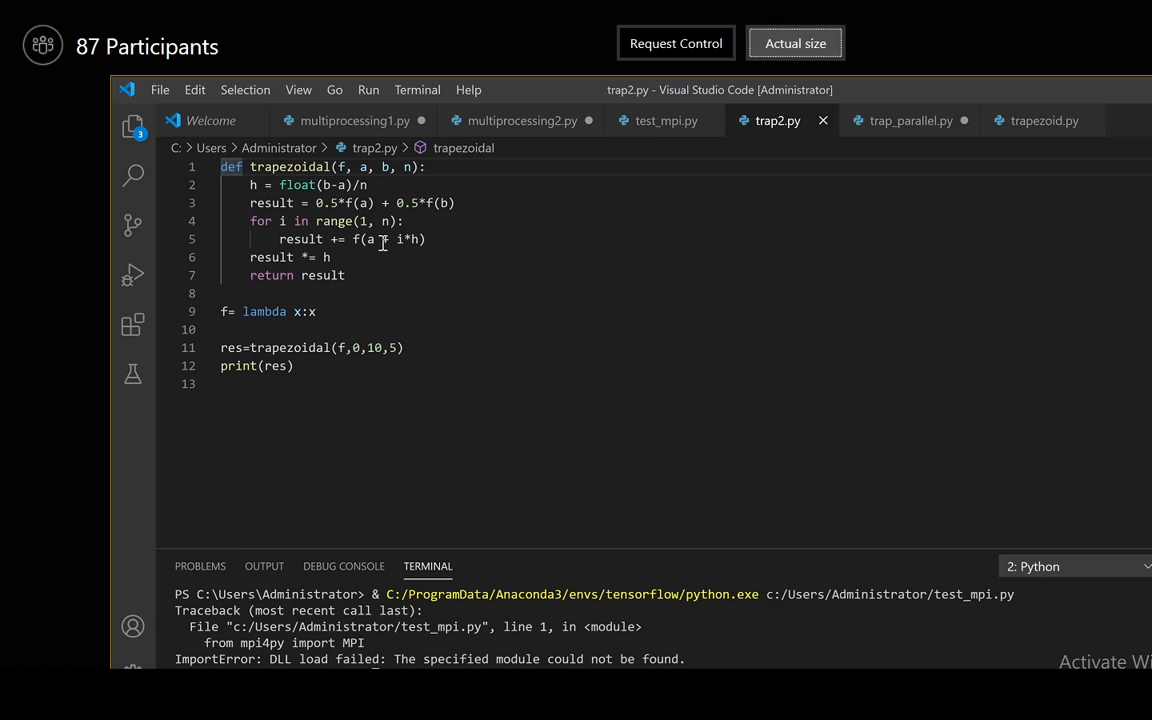 87 Participants
Request Control
Actual size
File Edit Selection View Go Run Terminal Help
trap2.py - Visual Studio Code [Administrator]
Welcome multiprocessing1.py multiprocessing2.py test_mpi.py trap2.py trap_parallel.py trapezoid.py
C: > Users > Administrator > trap2.py > trapezoidal
3
1 def trapezoidal(f, a, b, n):
2 h = float(b-a)/n
3 result = 0.5*f(a) + 0.5*f(b)
4 for i in range(1, n):
5 result += f(a + i*h)
6 result *= h
7 return result
8
9 f= lambda x:x
10
11 res=trapezoidal(f,0,10,5)
12 print(res)
13
PROBLEMS OUTPUT DEBUG CONSOLE TERMINAL
2: Python
PS C:\Users\Administrator> & C:/ProgramData/Anaconda3/envs/tensorflow/python.exe c:/Users/Administrator/test_mpi.py
Traceback (most recent call last):
File "c:/Users/Administrator/test_mpi.py", line 1, in <module>
from mpi4py import MPI
ImportError: DLL load failed: The specified module could not be found.
Activate Wi